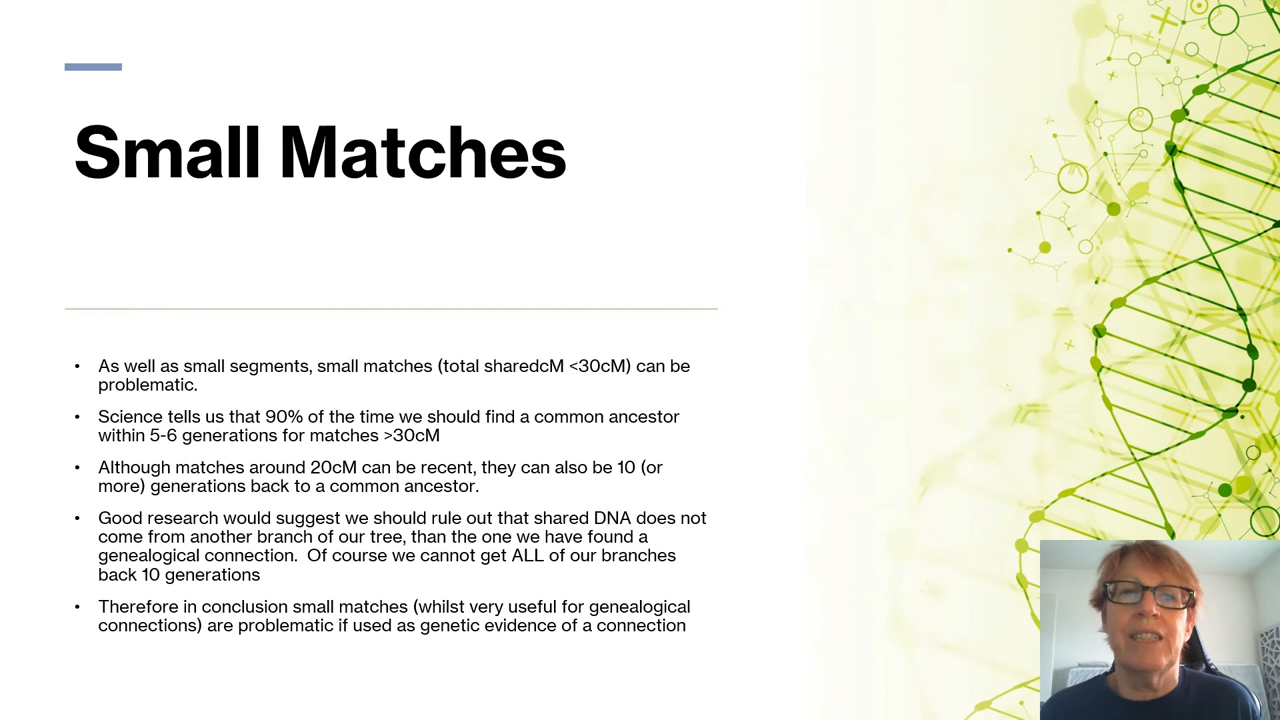 Small Matches
• As well as small segments, small matches (total sharedcM <30cM) can be
problematic.
• Science tells us that 90% of the time we should find a common ancestor
within 5-6 generations for matches >30cM
• Although matches around 20cM can be recent, they can also be 10 (or
more) generations back to a common ancestor.
• Good research would suggest we should rule out that shared DNA does not
come from another branch of our tree, than the one we have found a
genealogical connection.  Of course we cannot get ALL of our branches
back 10 generations
• Therefore in conclusion small matches (whilst very useful for genealogical
connections) are problematic if used as genetic evidence of a connection